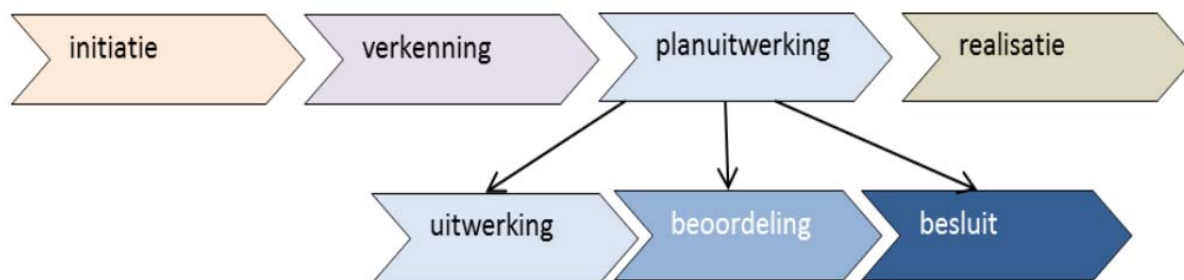 initiatie
verkenning
planuitwerking
realisatie
uitwerking
beoordeling
besluit